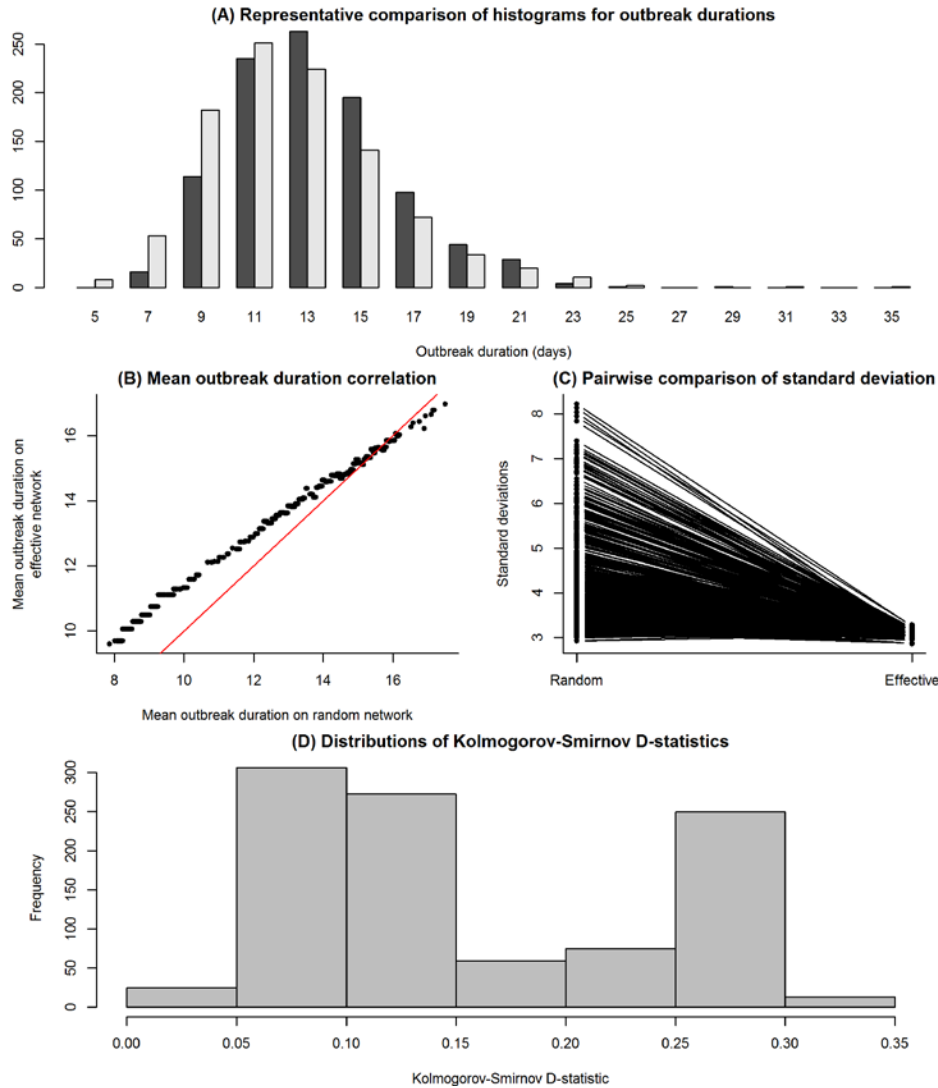 (A) Representative comparison of histograms for outbreak durations
250
200
150
100
50
0
5 7 9 11 13 15 17 19 21 23 25 27 29 31 33 35
Outbreak duration (days)
(B) Mean outbreak duration correlation
Mean outbreak duration on
effective network
16
14
12
10
8 10 12 14 16
Mean outbreak duration on random network
(C) Pairwise comparison of standard deviation
Standard deviations
8
7
6
5
4
3
Random Effective
(D) Distributions of Kolmogorov-Smirnov D-statistics
Frequency
300
250
200
150
100
50
0
0.00 0.05 0.10 0.15 0.20 0.25 0.30 0.35
Kolmogorov-Smirnov D-statistic